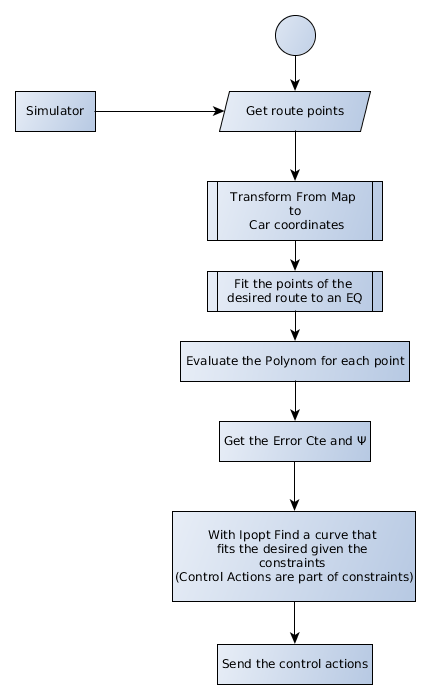 Simulator
Get route points
Transform From Map
to
Car coordinates
Fit the points of the
desired route to an EQ
Evaluate the Polynom for each point
Get the Error Cte and Ψ
With Ipopt Find a curve that
fits the desired given the
constraints
(Control Actions are part of constraints)
Send the control actions